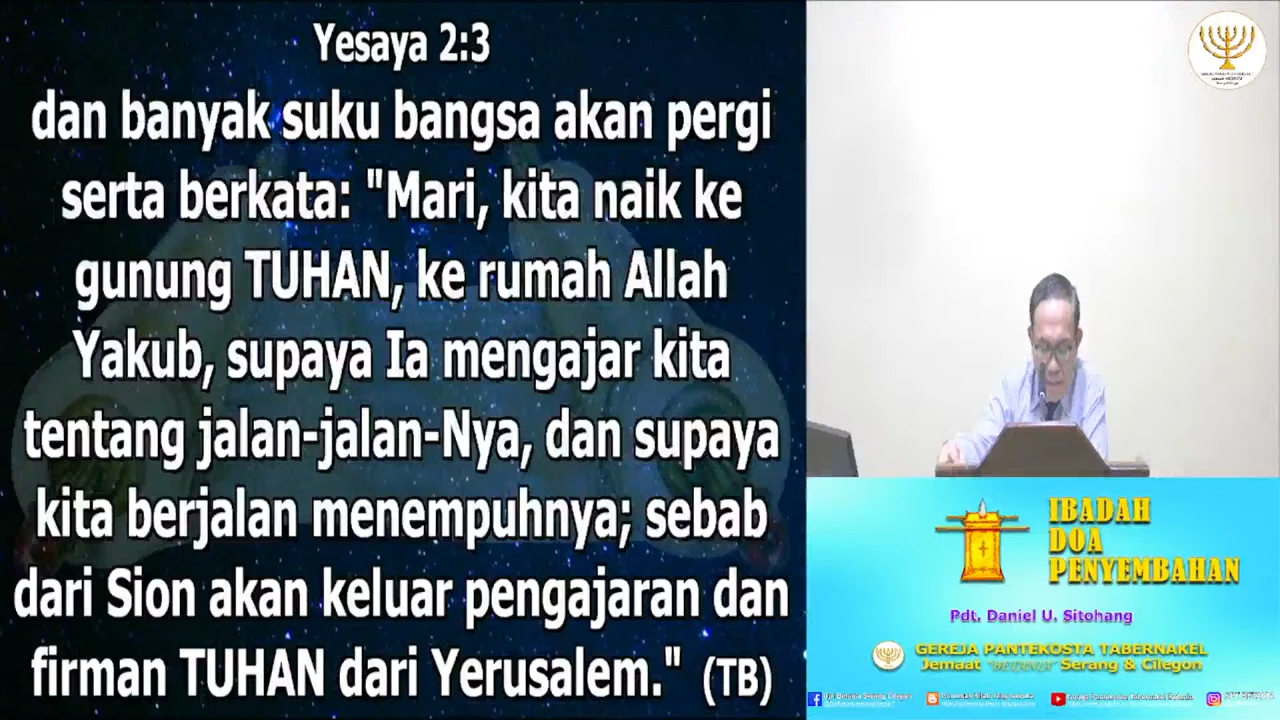 Yesaya 2:3
dan banyak suku bangsa akan pergi
serta berkata: "Mari, kita naik ke
gunung TUHAN, ke rumah Allah
Yakub, supaya Ia mengajar kita
tentang jalan-jalan-Nya, dan supaya
kita berjalan menempuhnya; sebab
dari Sion akan keluar pengajaran dan
firman TUHAN dari Yerusalem." (TB)
IBADAH
DOA
PENYEMBAHAN
Pdt. Daniel U. Sitohang
GEREJA PANTEKOSTA TABERNAKEL
Jemaat "BETANIA" Serang & Cilegon